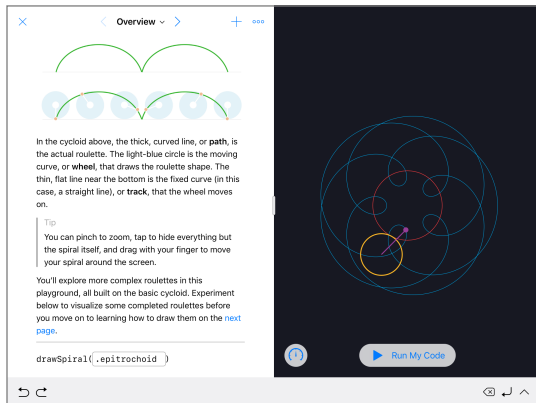 Overview
In the cycloid above, the thick, curved line, or path, is
the actual roulette. The light-blue circle is the moving
curve, or wheel, that draws the roulette shape. The
thin, flat line near the bottom is the fixed curve (in this
case, a straight line), or track, that the wheel moves
on.
Tip
You can pinch to zoom, tap to hide everything but
the spiral itself, and drag with your finger to move
your spiral around the screen.
You'll explore more complex roulettes in this
playground, all built on the basic cycloid. Experiment
below to visualize some completed roulettes before
you move on to learning how to draw them on the next
page.
drawSpiral(.epitrochoid)
Run My Code